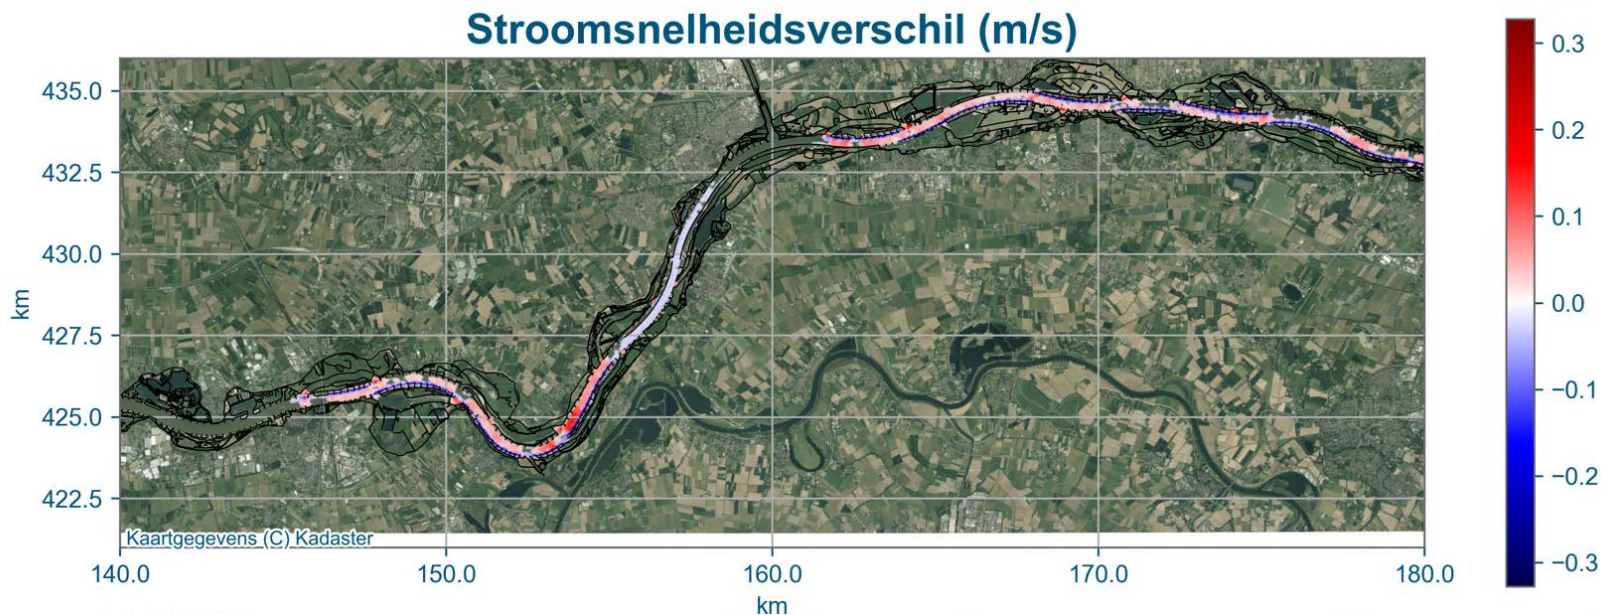 Stroomsnelheidsverschil (m/s)
435.0
432.5
430.0
427.5
425.0
422.5
km
Kaartgegevens (C) Kadaster
140.0 150.0 160.0 170.0 180.0
km
0.3
0.2
0.1
0.0
−0.1
−0.2
−0.3